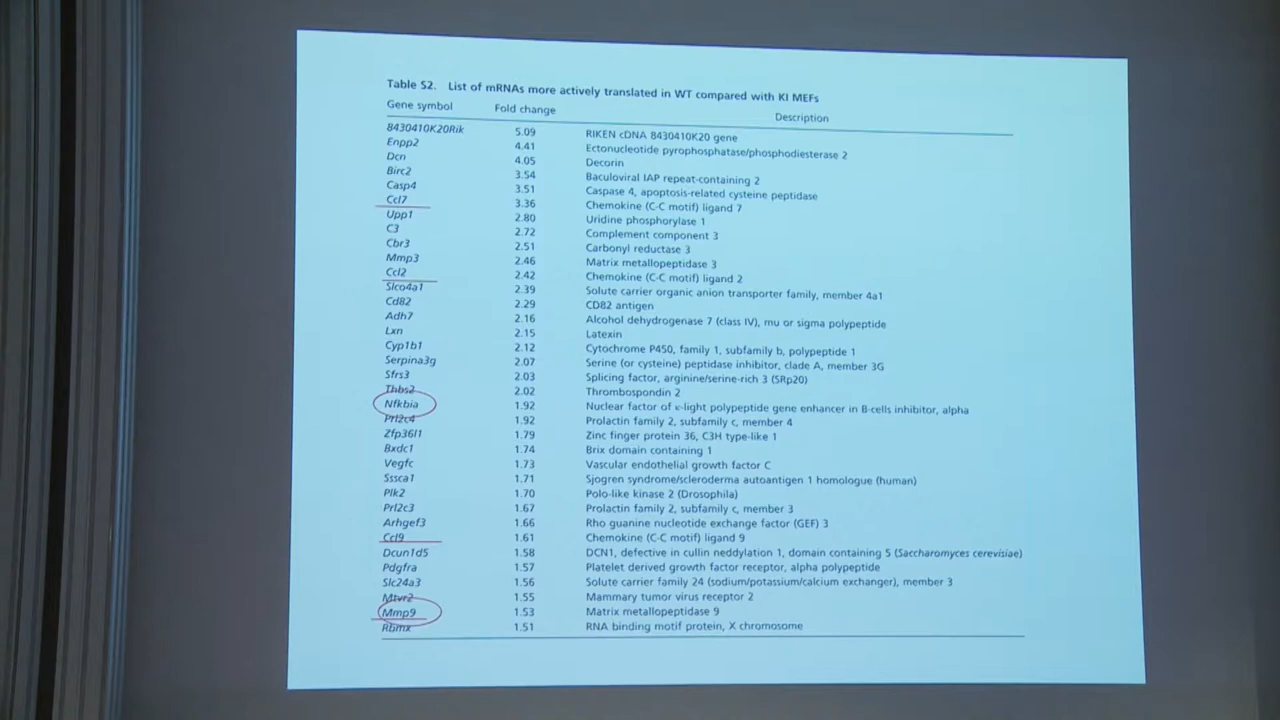 Table S2. List of mRNAs more actively translated in WT compared with KI MEFs
Gene symbol Fold change Description
8430410K20Rik 5.09 RIKEN cDNA 8430410K20 gene
Enpp2 4.41 Ectonucleotide pyrophosphatase/phosphodiesterase 2
Dcn 4.05 Decorin
Birc2 3.54 Baculoviral IAP repeat-containing 2
Casp4 3.51 Caspase 4, apoptosis-related cysteine peptidase
Ccl7 3.36 Chemokine (C-C motif) ligand 7
Upp1 2.80 Uridine phosphorylase 1
C3 2.72 Complement component 3
Cbr3 2.51 Carbonyl reductase 3
Mmp3 2.46 Matrix metallopeptidase 3
Ccl2 2.42 Chemokine (C-C motif) ligand 2
Slco4a1 2.39 Solute carrier organic anion transporter family, member 4a1
Cd82 2.29 CD82 antigen
Adh7 2.16 Alcohol dehydrogenase 7 (class IV), mu or sigma polypeptide
Lxn 2.15 Latexin
Cyp1b1 2.12 Cytochrome P450, family 1, subfamily b, polypeptide 1
Serpina3g 2.07 Serine (or cysteine) peptidase inhibitor, clade A, member 3G
Sfrs3 2.03 Splicing factor, arginine/serine-rich 3 (SRp20)
Thbs2 2.02 Thrombospondin 2
Nfkbia 1.92 Nuclear factor of κ-light polypeptide gene enhancer in B-cells inhibitor, alpha
Prl2c4 1.92 Prolactin family 2, subfamily c, member 4
Zfp36l1 1.79 Zinc finger protein 36, C3H type-like 1
Bxdc1 1.74 Brix domain containing 1
Vegfc 1.73 Vascular endothelial growth factor C
Sssca1 1.71 Sjogren syndrome/scleroderma autoantigen 1 homologue (human)
Plk2 1.70 Polo-like kinase 2 (Drosophila)
Prl2c3 1.67 Prolactin family 2, subfamily c, member 3
Arhgef3 1.66 Rho guanine nucleotide exchange factor (GEF) 3
Ccl9 1.61 Chemokine (C-C motif) ligand 9
Dcun1d5 1.58 DCN1, defective in cullin neddylation 1, domain containing 5 (Saccharomyces cerevisiae)
Pdgfra 1.57 Platelet derived growth factor receptor, alpha polypeptide
Slc24a3 1.56 Solute carrier family 24 (sodium/potassium/calcium exchanger), member 3
Mtvr2 1.55 Mammary tumor virus receptor 2
Mmp9 1.53 Matrix metallopeptidase 9
Rbmx 1.51 RNA binding motif protein, X chromosome